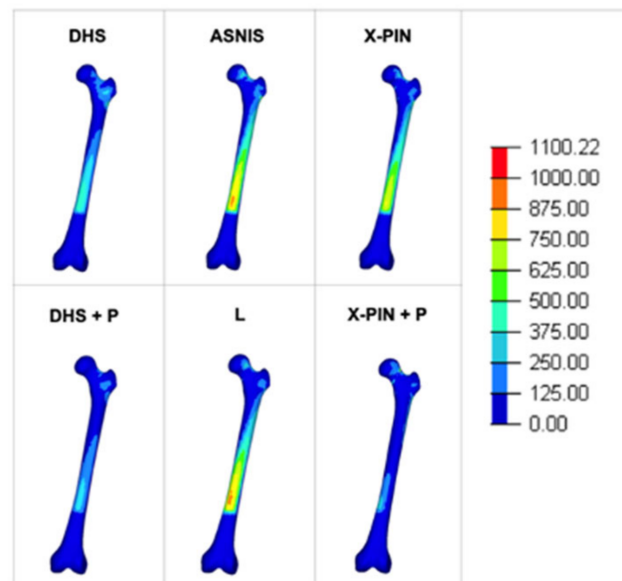 DHS
ASNIS
X-PIN
DHS + P
L
X-PIN + P
1100.22
1000.00
875.00
750.00
625.00
500.00
375.00
250.00
125.00
0.00